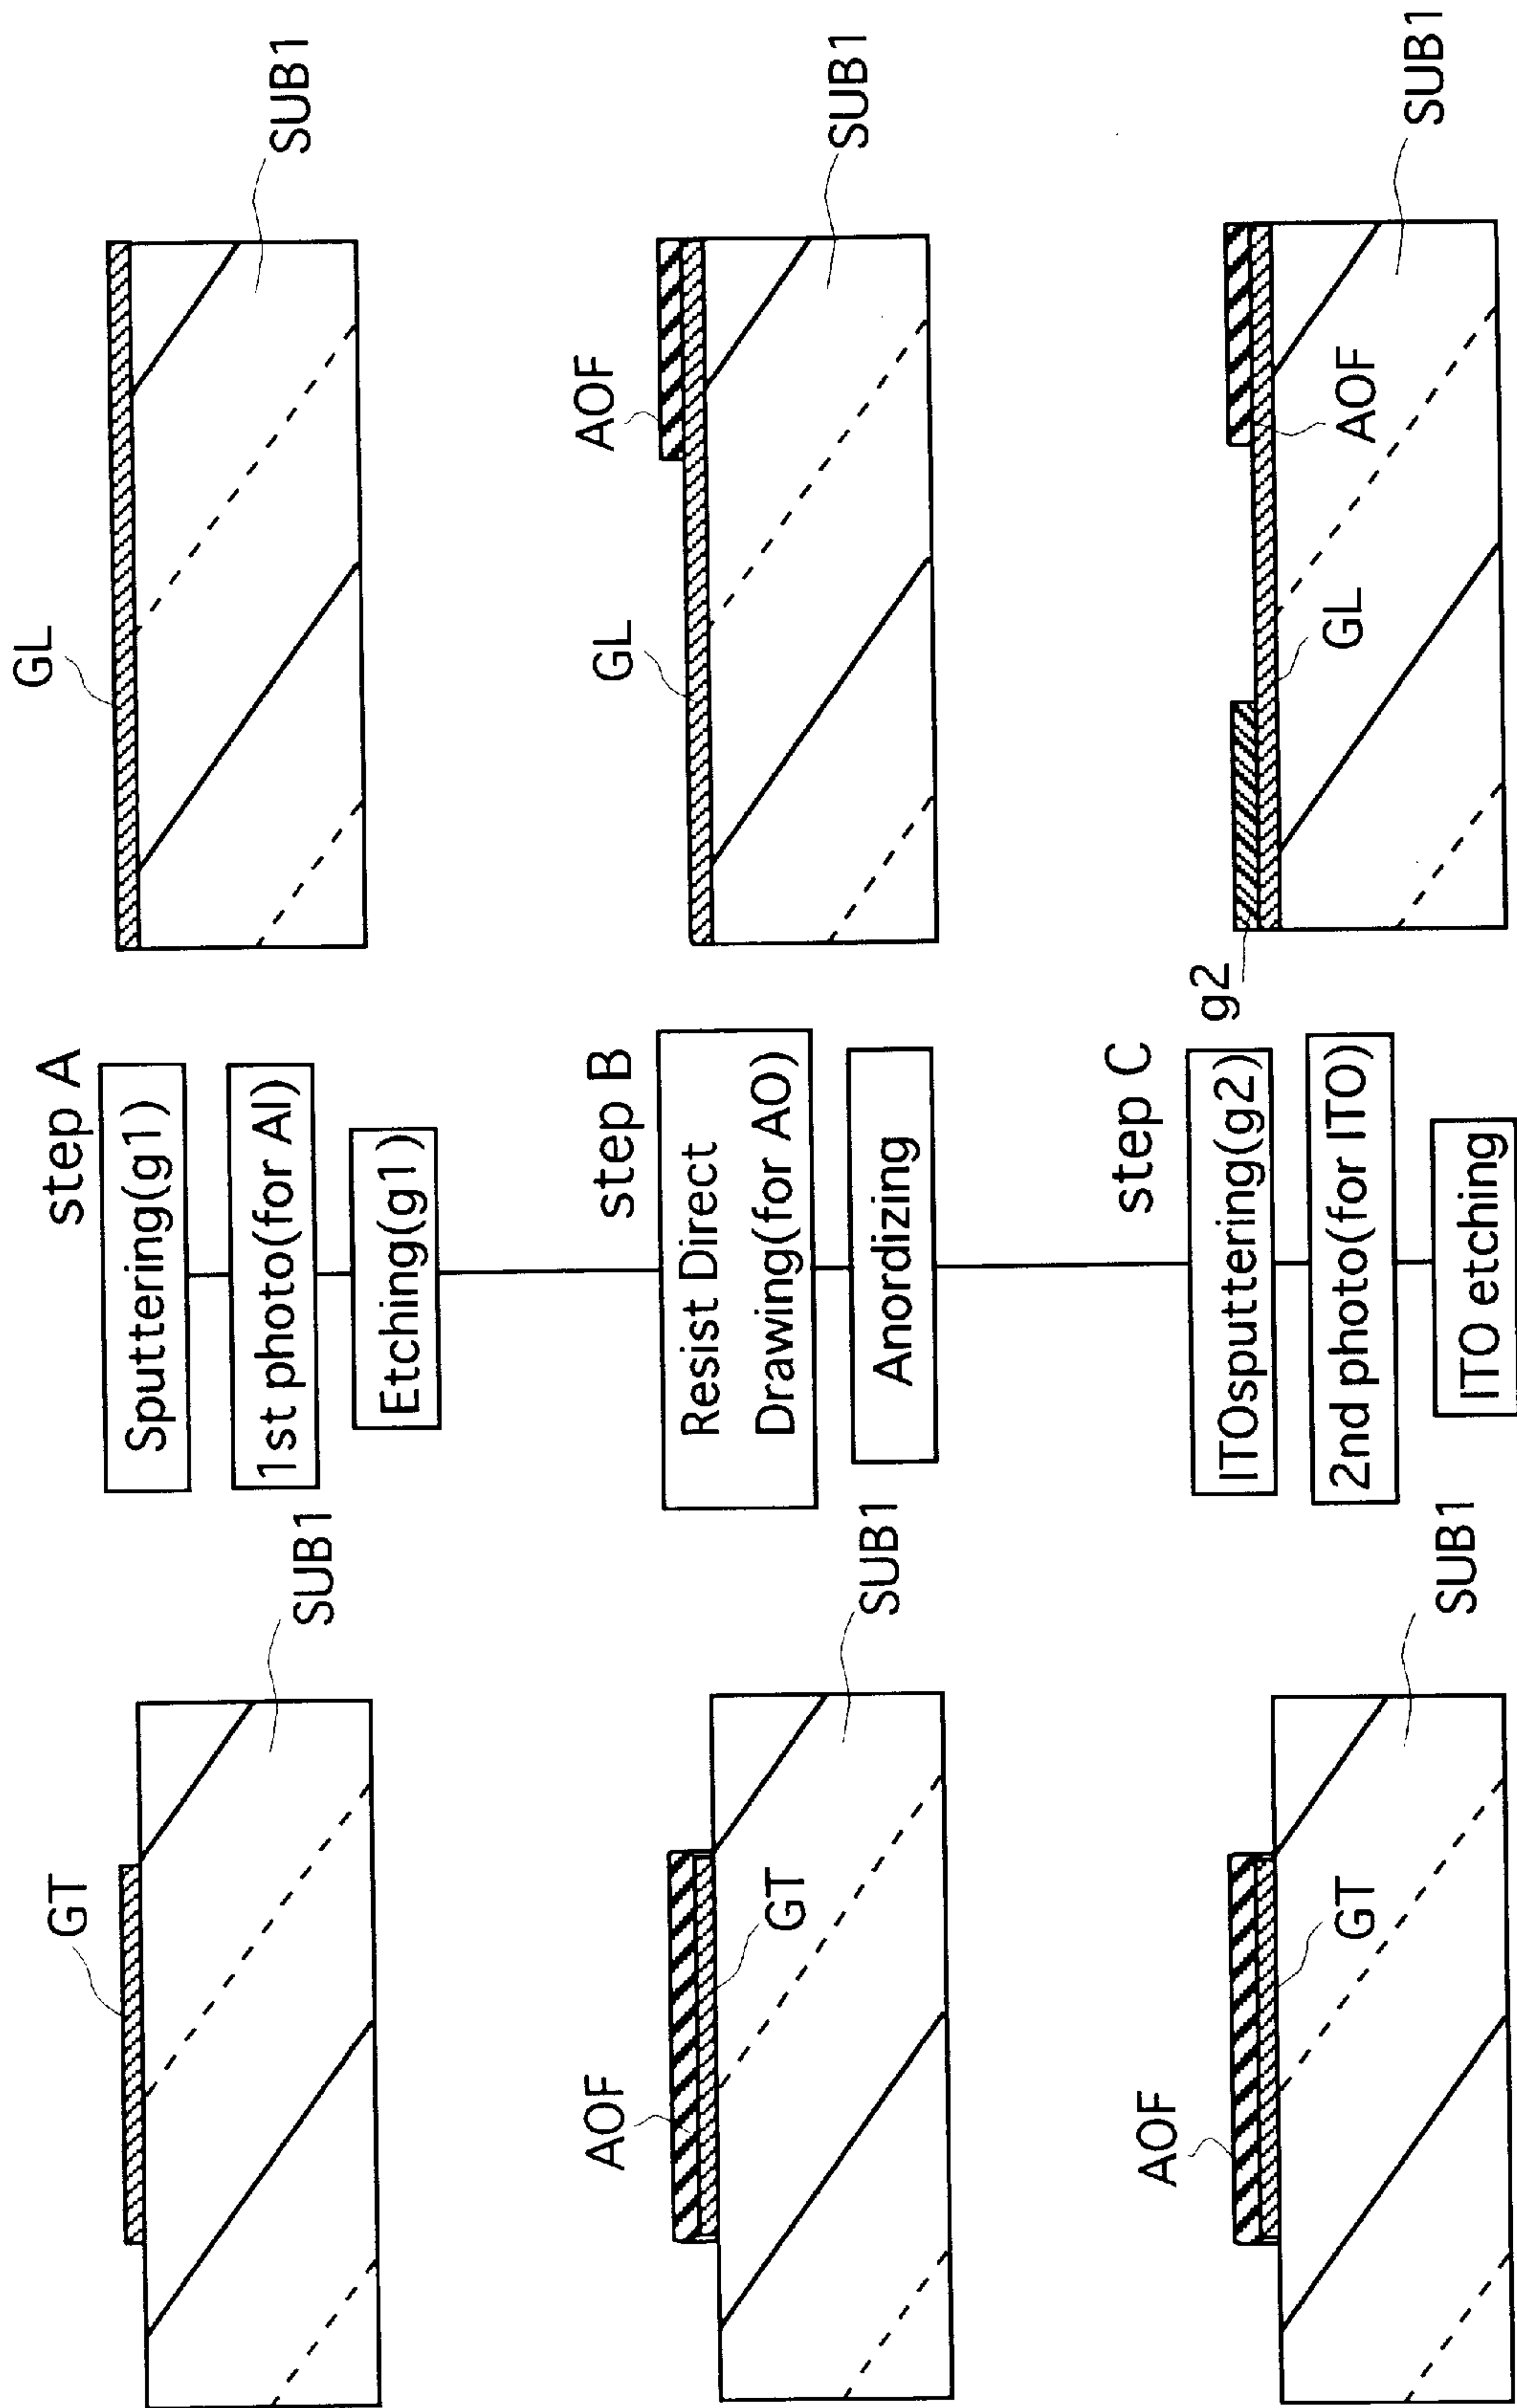 GT
SUB1
step A
Sputtering(g1)
1st photo(for Al)
Etching(g1)
GL
SUB1
AOF
GT
SUB1
step B
Resist Direct
Drawing(for AO)
Anordizing
GL
AOF
SUB1
AOF
GT
SUB1
step C
ITOsputtering(g2)
2nd photo(for ITO)
ITO etching
g2
GL
AOF
SUB1